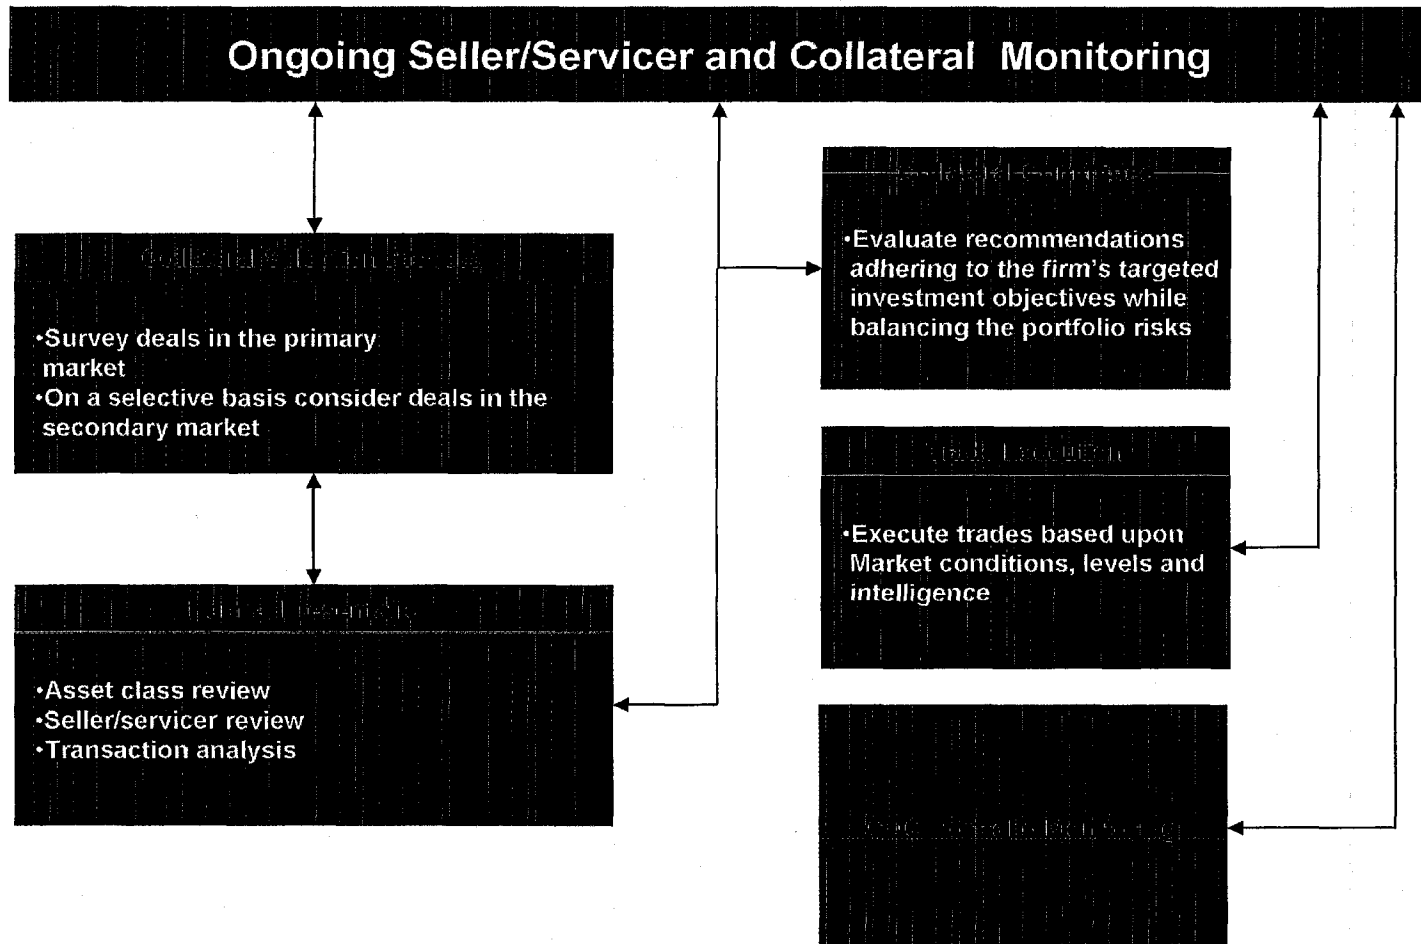 Ongoing Seller/Servicer and Collateral Monitoring
•Survey deals in the primary
market
•On a selective basis consider deals in the
secondary market
•Asset class review
•Seller/servicer review
•Transaction analysis
•Evaluate recommendations
adhering to the firm's targeted
investment objectives while
balancing the portfolio risks
•Execute trades based upon
Market conditions, levels and
intelligence